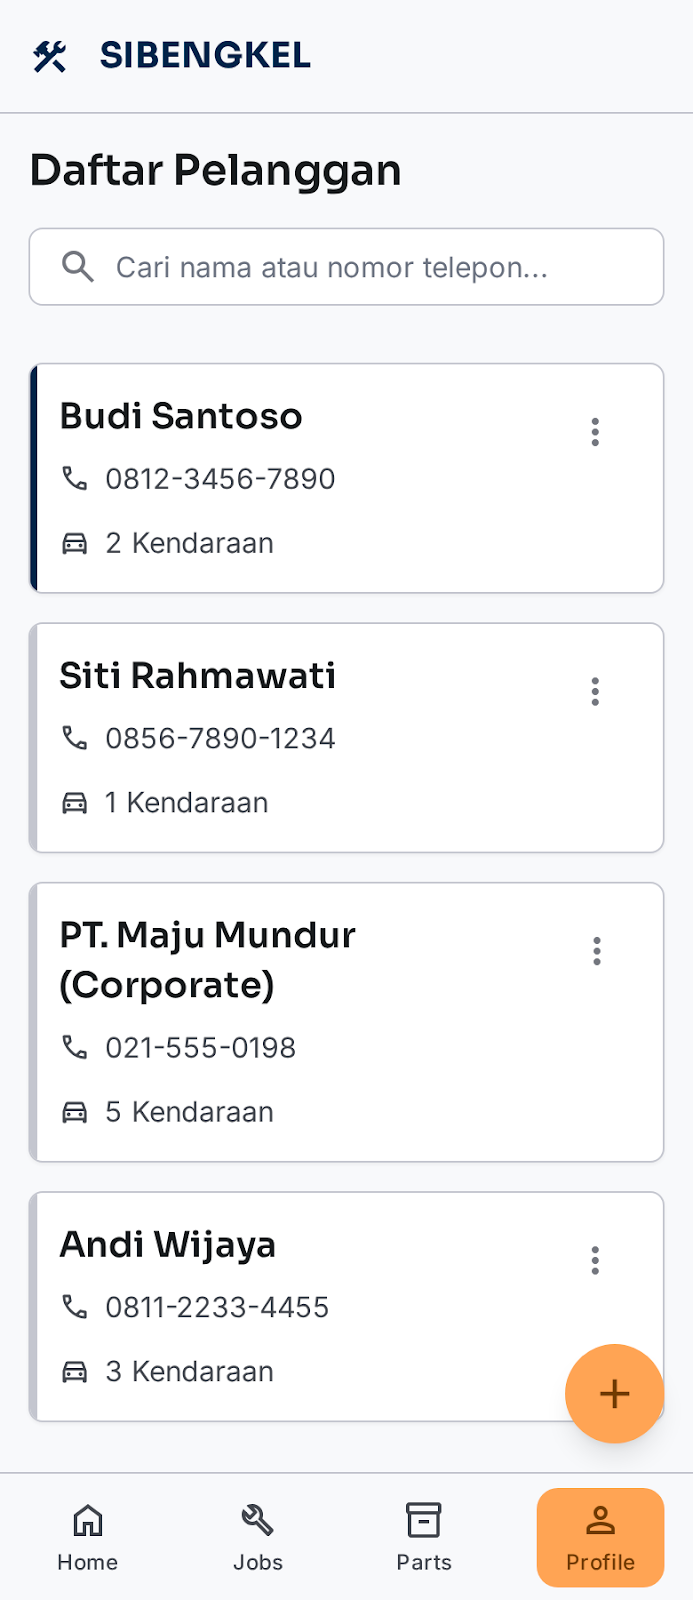 SIBENGKEL
Daftar Pelanggan
Cari nama atau nomor telepon...
Budi Santoso
0812-3456-7890
2 Kendaraan
Siti Rahmawati
0856-7890-1234
1 Kendaraan
PT. Maju Mundur
(Corporate)
021-555-0198
5 Kendaraan
Andi Wijaya
0811-2233-4455
3 Kendaraan
Home
Jobs
Parts
Profile